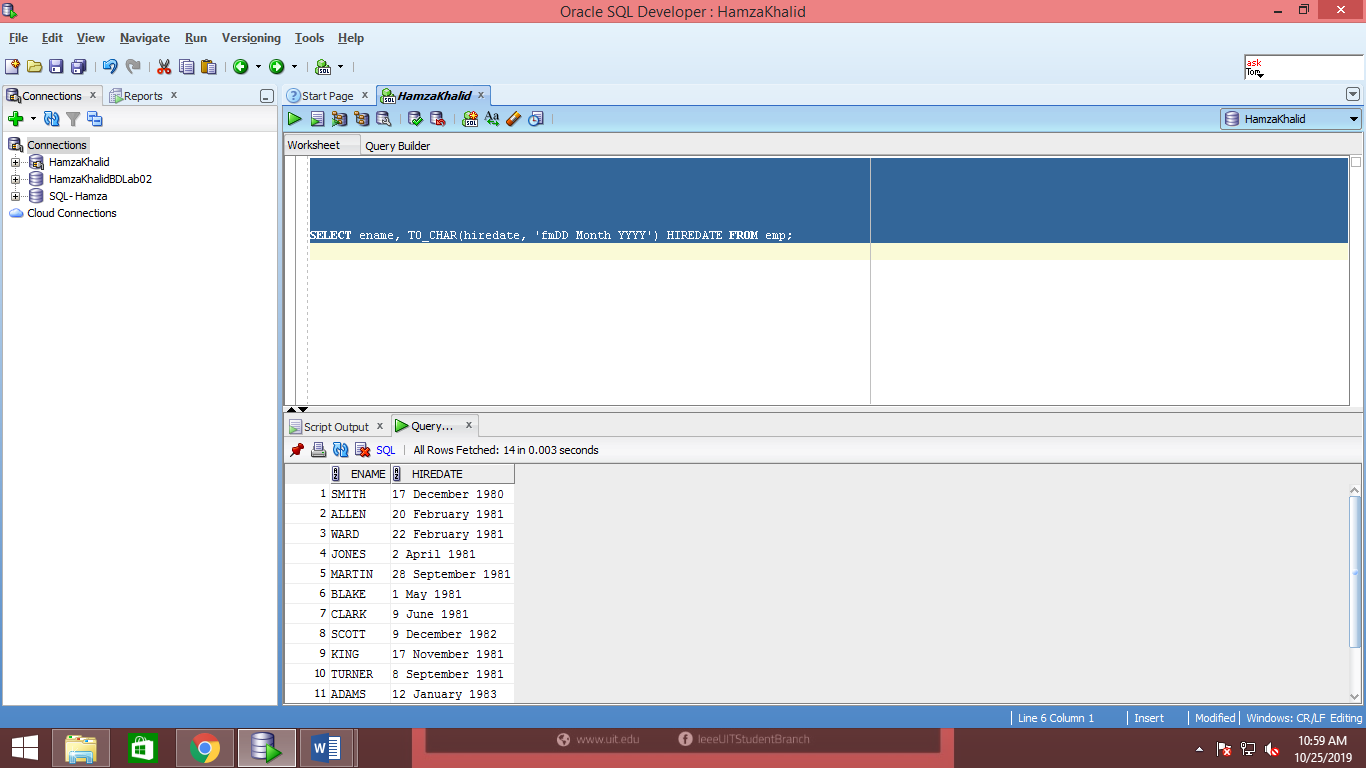 Oracle SQL Developer : HamzaKhalid
File Edit View Navigate Run Versioning Tools Help
ask
Tom
Connections x Reports x
Start Page x HamzaKhalid x
SQL
HamzaKhalid
Connections
HamzaKhalid
HamzaKhalidBDLab02
SQL- Hamza
Cloud Connections
Worksheet Query Builder
SELECT ename, TO_CHAR(hiredate, 'fmDD Month YYYY') HIREDATE FROM emp;
Script Output x Query... x
SQL | All Rows Fetched: 14 in 0.003 seconds
ENAME HIREDATE
1 SMITH 17 December 1980
2 ALLEN 20 February 1981
3 WARD 22 February 1981
4 JONES 2 April 1981
5 MARTIN 28 September 1981
6 BLAKE 1 May 1981
7 CLARK 9 June 1981
8 SCOTT 9 December 1982
9 KING 17 November 1981
10 TURNER 8 September 1981
11 ADAMS 12 January 1983
Line 6 Column 1 Insert Modified Windows: CR/LF Editing
www.uit.edu IeeeUITStudentBranch
10:59 AM
10/25/2019